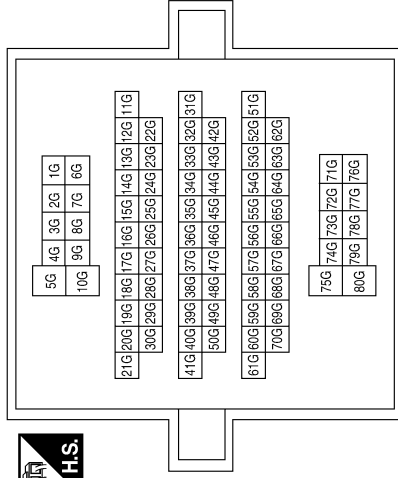 H.S.
5G 4G 3G 2G 1G
10G 9G 8G 7G 6G
21G 20G 19G 18G 17G 16G 15G 14G 13G 12G 11G
30G 29G 28G 27G 26G 25G 24G 23G 22G
41G 40G 39G 38G 37G 36G 35G 34G 33G 32G 31G
50G 49G 48G 47G 46G 45G 44G 43G 42G
61G 60G 59G 58G 57G 56G 55G 54G 53G 52G 51G
70G 69G 68G 67G 66G 65G 64G 63G 62G
75G 74G 73G 72G 71G
80G 79G 78G 77G 76G